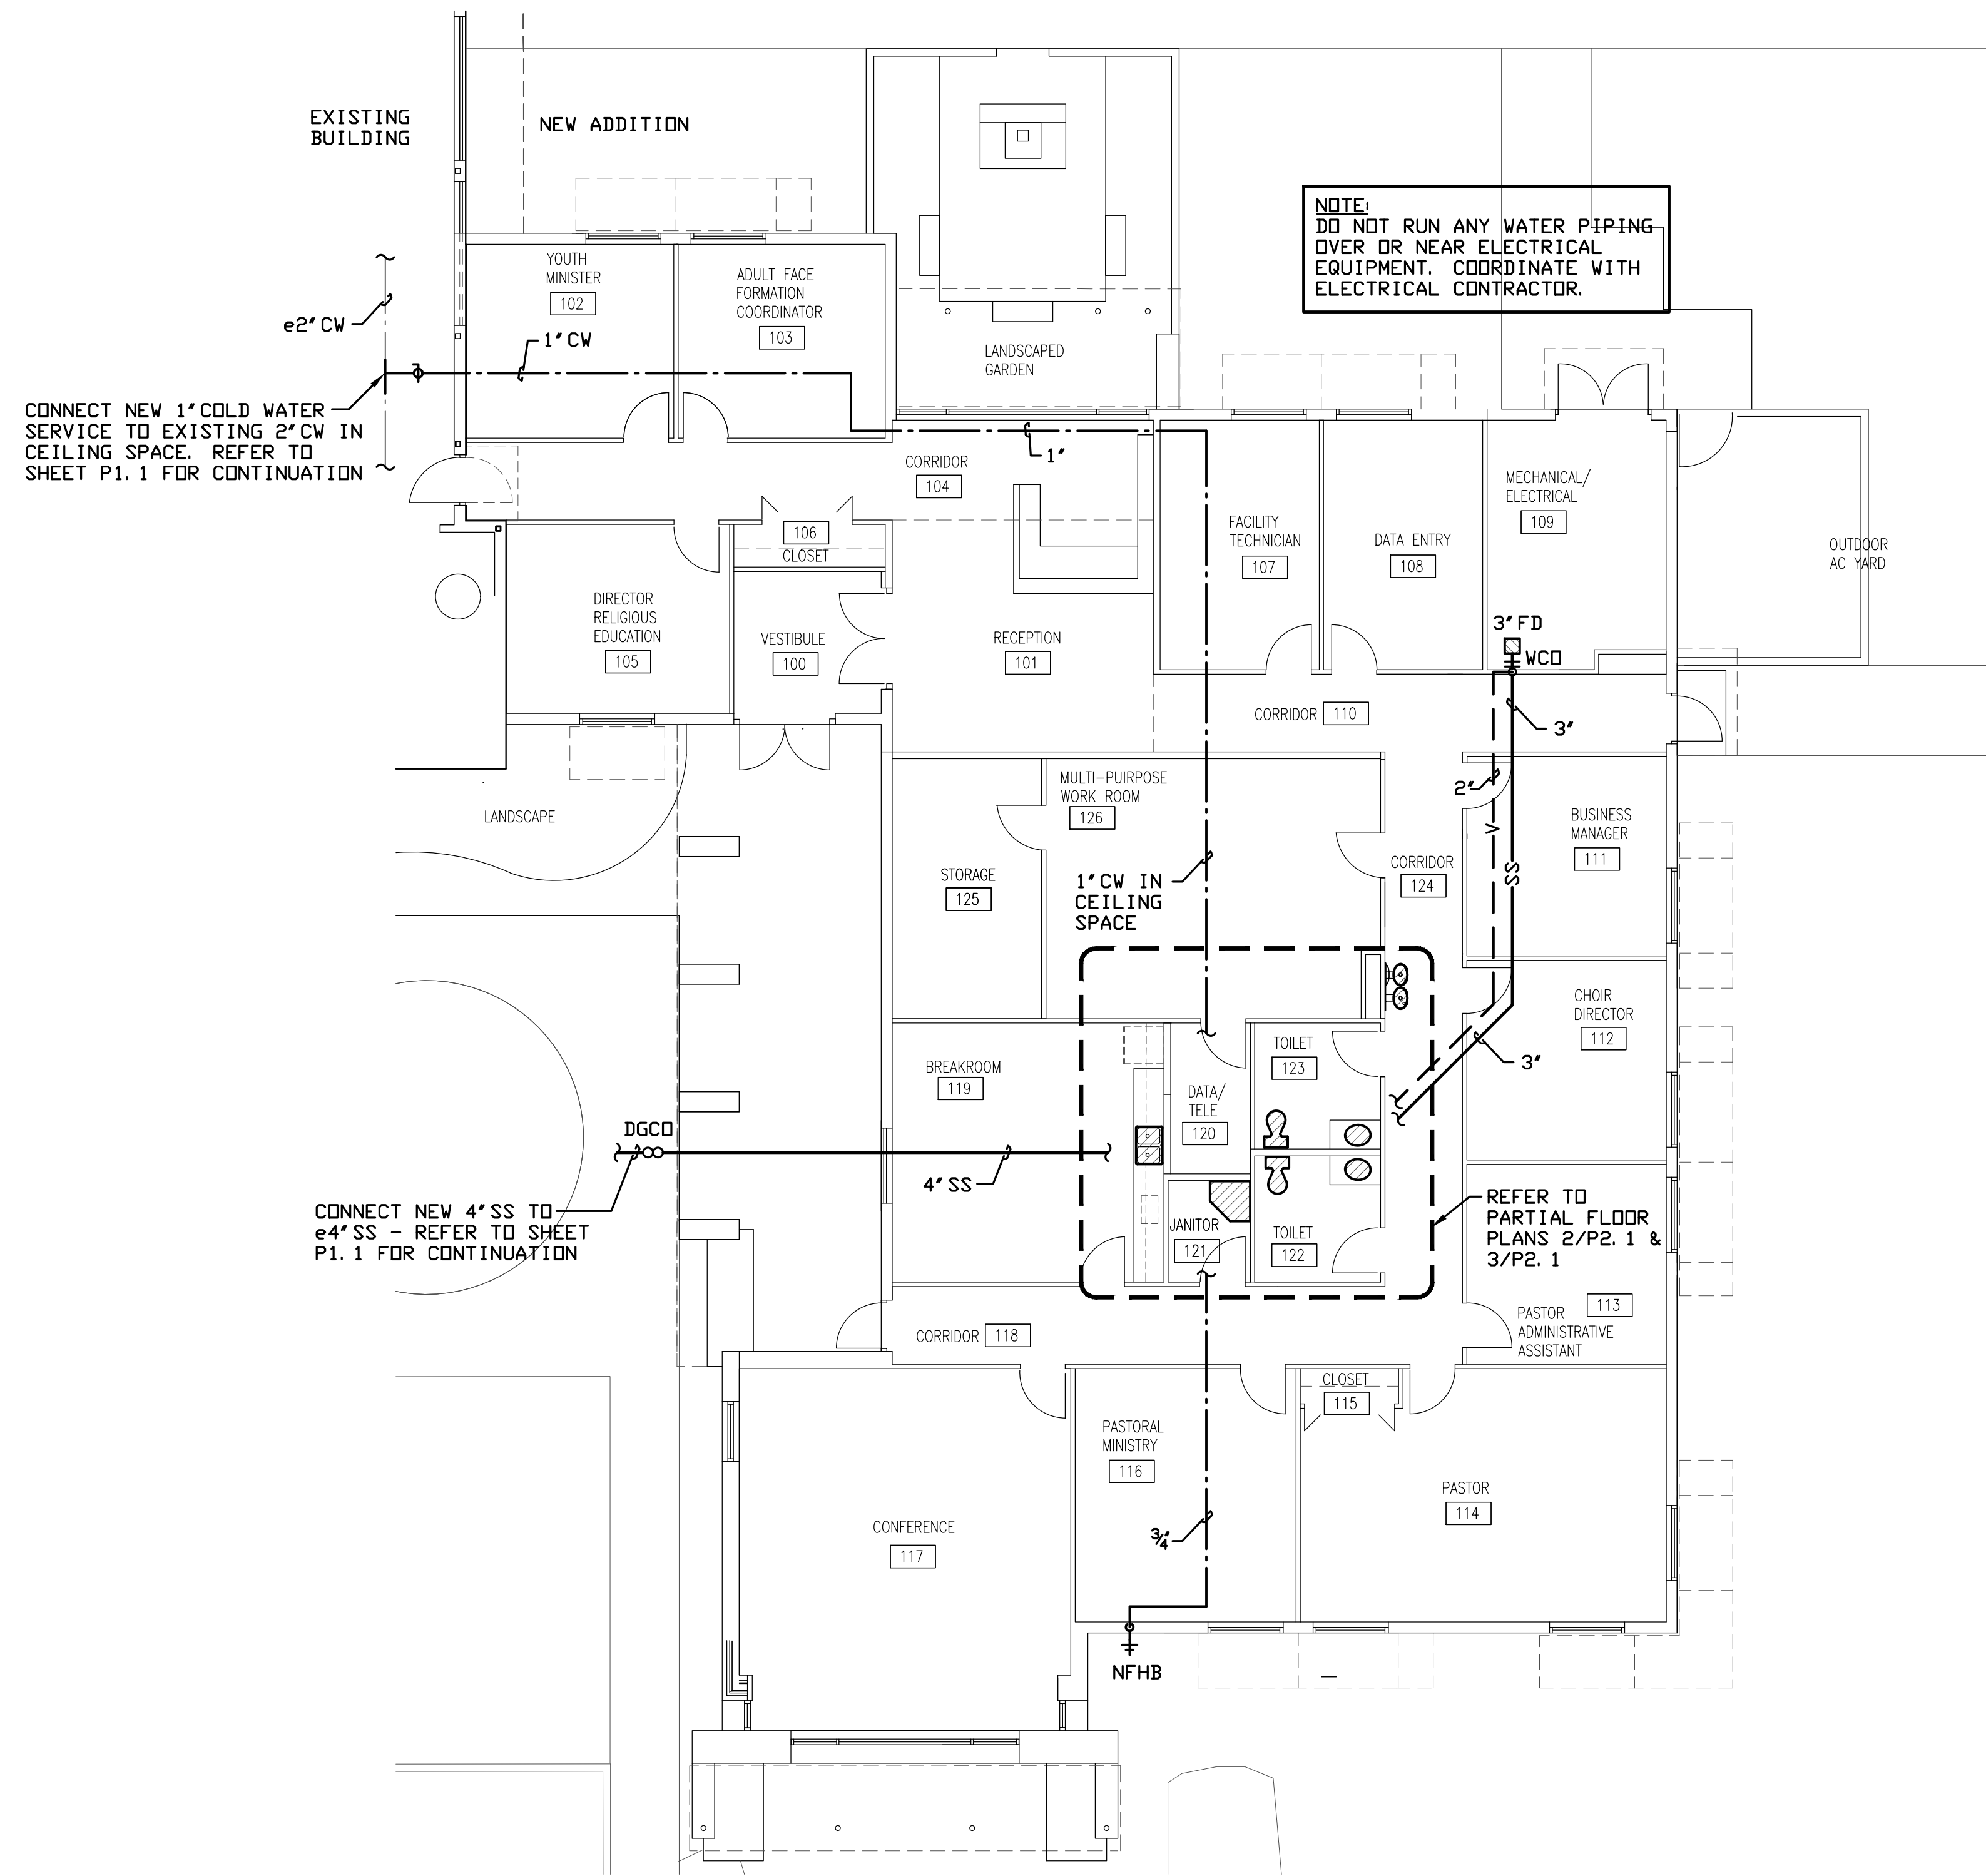 EXISTING
BUILDING
NEW ADDITION
NOTE:
DO NOT RUN ANY WATER PIPING
OVER OR NEAR ELECTRICAL
EQUIPMENT. COORDINATE WITH
ELECTRICAL CONTRACTOR.
YOUTH
MINISTER
102
ADULT FACE
FORMATION
COORDINATOR
103
e2" CW
1" CW
LANDSCAPED
GARDEN
CONNECT NEW 1" COLD WATER
SERVICE TO EXISTING 2" CW IN
CEILING SPACE. REFER TO
SHEET P1.1 FOR CONTINUATION
1"
CORRIDOR
104
MECHANICAL/
ELECTRICAL
109
FACILITY
TECHNICIAN
107
DATA ENTRY
108
OUTDOOR
AC YARD
106
CLOSET
DIRECTOR
RELIGIOUS
EDUCATION
105
VESTIBULE
100
RECEPTION
101
3" FD
WCO
CORRIDOR 110
3"
2"
V
SS
LANDSCAPE
MULTI-PUIRPOSE
WORK ROOM
126
BUSINESS
MANAGER
111
STORAGE
125
1" CW IN
CEILING
SPACE
CORRIDOR
124
CHOIR
DIRECTOR
112
3"
BREAKROOM
119
TOILET
123
DATA/
TELE
120
DGCO
4" SS
CONNECT NEW 4" SS TO
e4" SS - REFER TO SHEET
P1.1 FOR CONTINUATION
JANITOR
121
TOILET
122
REFER TO
PARTIAL FLOOR
PLANS 2/P2.1 &
3/P2.1
113
PASTOR
ADMINISTRATIVE
ASSISTANT
CORRIDOR 118
CLOSET
115
PASTORAL
MINISTRY
116
PASTOR
114
CONFERENCE
117
3/4"
NFHB